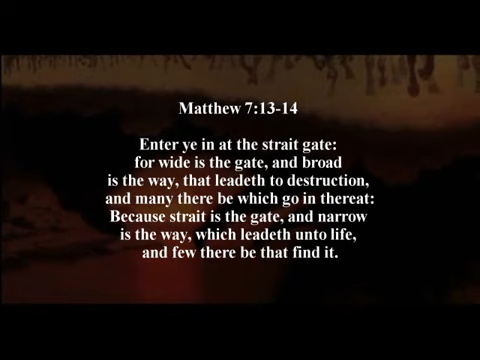 Matthew 7:13-14
Enter ye in at the strait gate:
for wide is the gate, and broad
is the way, that leadeth to destruction,
and many there be which go in thereat:
Because strait is the gate, and narrow
is the way, which leadeth unto life,
and few there be that find it.